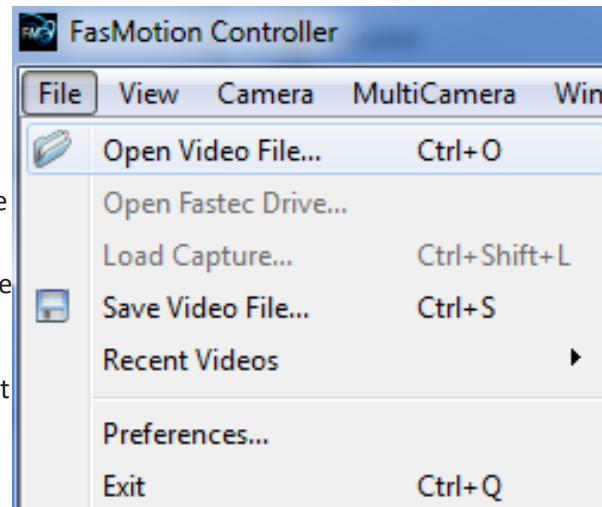 FasMotion Controller
File View Camera MultiCamera Win
Open Video File... Ctrl+O
e Open Fastec Drive...
Load Capture... Ctrl+Shift+L
e Save Video File... Ctrl+S
Recent Videos
t
Preferences...
Exit Ctrl+Q